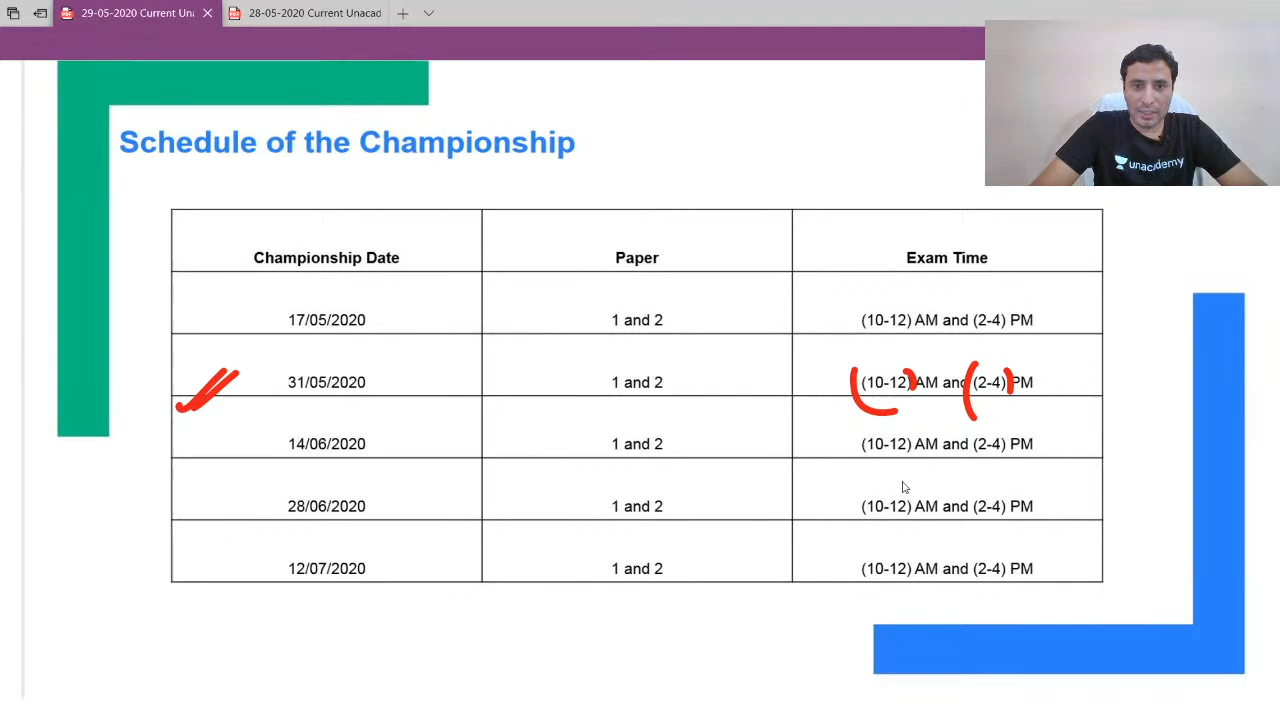 29-05-2020 Current Una
28-05-2020 Current Unacad
unacademy
Schedule of the Championship
Championship Date Paper Exam Time
17/05/2020 1 and 2 (10-12) AM and (2-4) PM
31/05/2020 1 and 2 (10-12) AM and (2-4) PM
14/06/2020 1 and 2 (10-12) AM and (2-4) PM
28/06/2020 1 and 2 (10-12) AM and (2-4) PM
12/07/2020 1 and 2 (10-12) AM and (2-4) PM